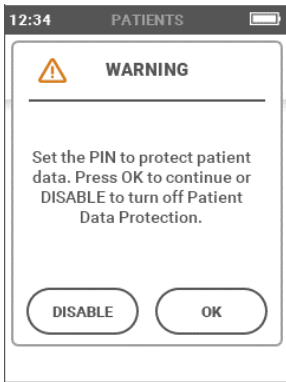 12:34 PATIENTS
WARNING
Set the PIN to protect patient
data. Press OK to continue or
DISABLE to turn off Patient
Data Protection.
DISABLE OK